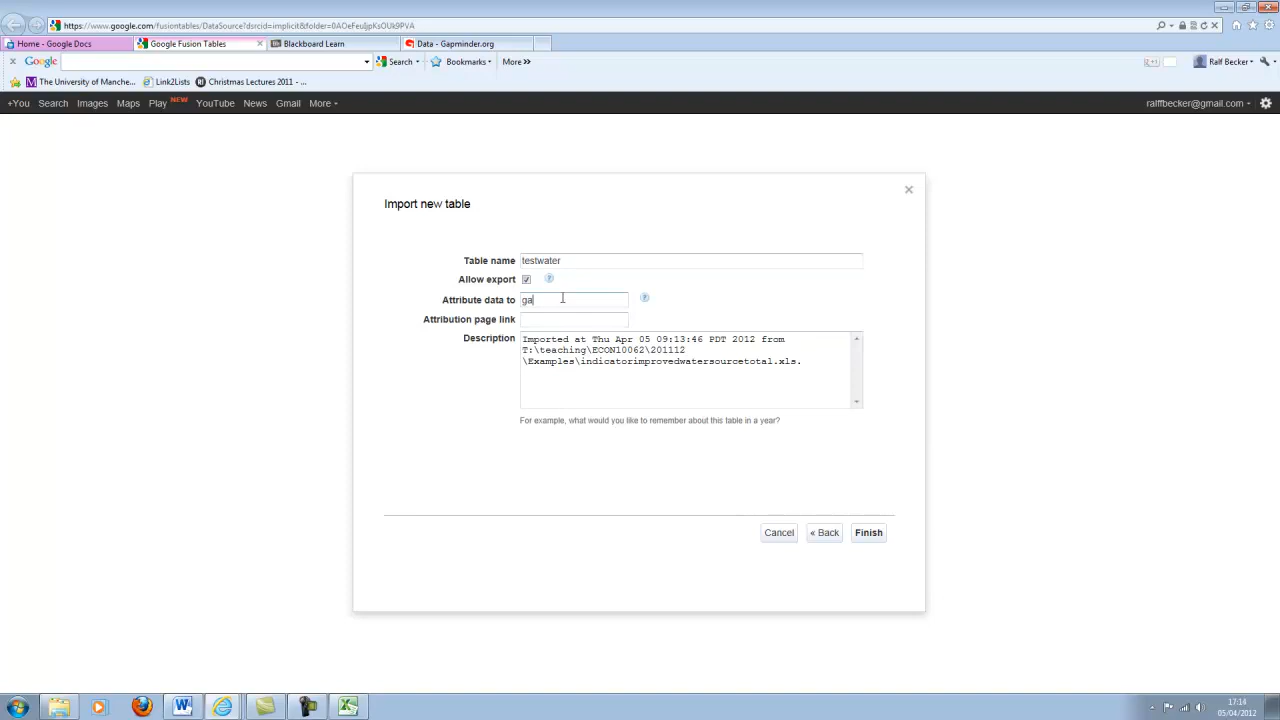 https://www.google.com/fusiontables/DataSource?dsrcid=implicit&folder=0AOeFeuJjpKsOUk9PVA
Home - Google Docs Google Fusion Tables Blackboard Learn Data - Gapminder.org
Google Search Bookmarks More » Ralf Becker
The University of Manche... Link2Lists Christmas Lectures 2011 - ...
+You Search Images Maps Play NEW YouTube News Gmail More ralffbecker@gmail.com
Import new table
Table name testwater
Allow export ?
Attribute data to ga ?
Attribution page link
Description Imported at Thu Apr 05 09:13:46 PDT 2012 from
T:\teaching\ECON10062\201112
\Examples\indicatorimprovedwatersourcetotal.xls.
For example, what would you like to remember about this table in a year?
Cancel « Back Finish
17:14
05/04/2012